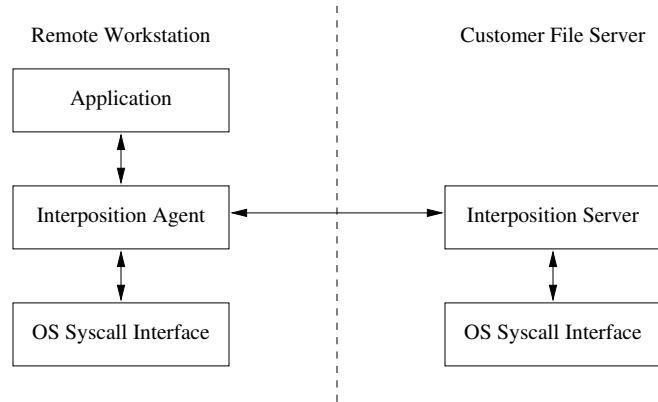 Remote Workstation
Customer File Server
Application
Interposition Agent
Interposition Server
OS Syscall Interface
OS Syscall Interface